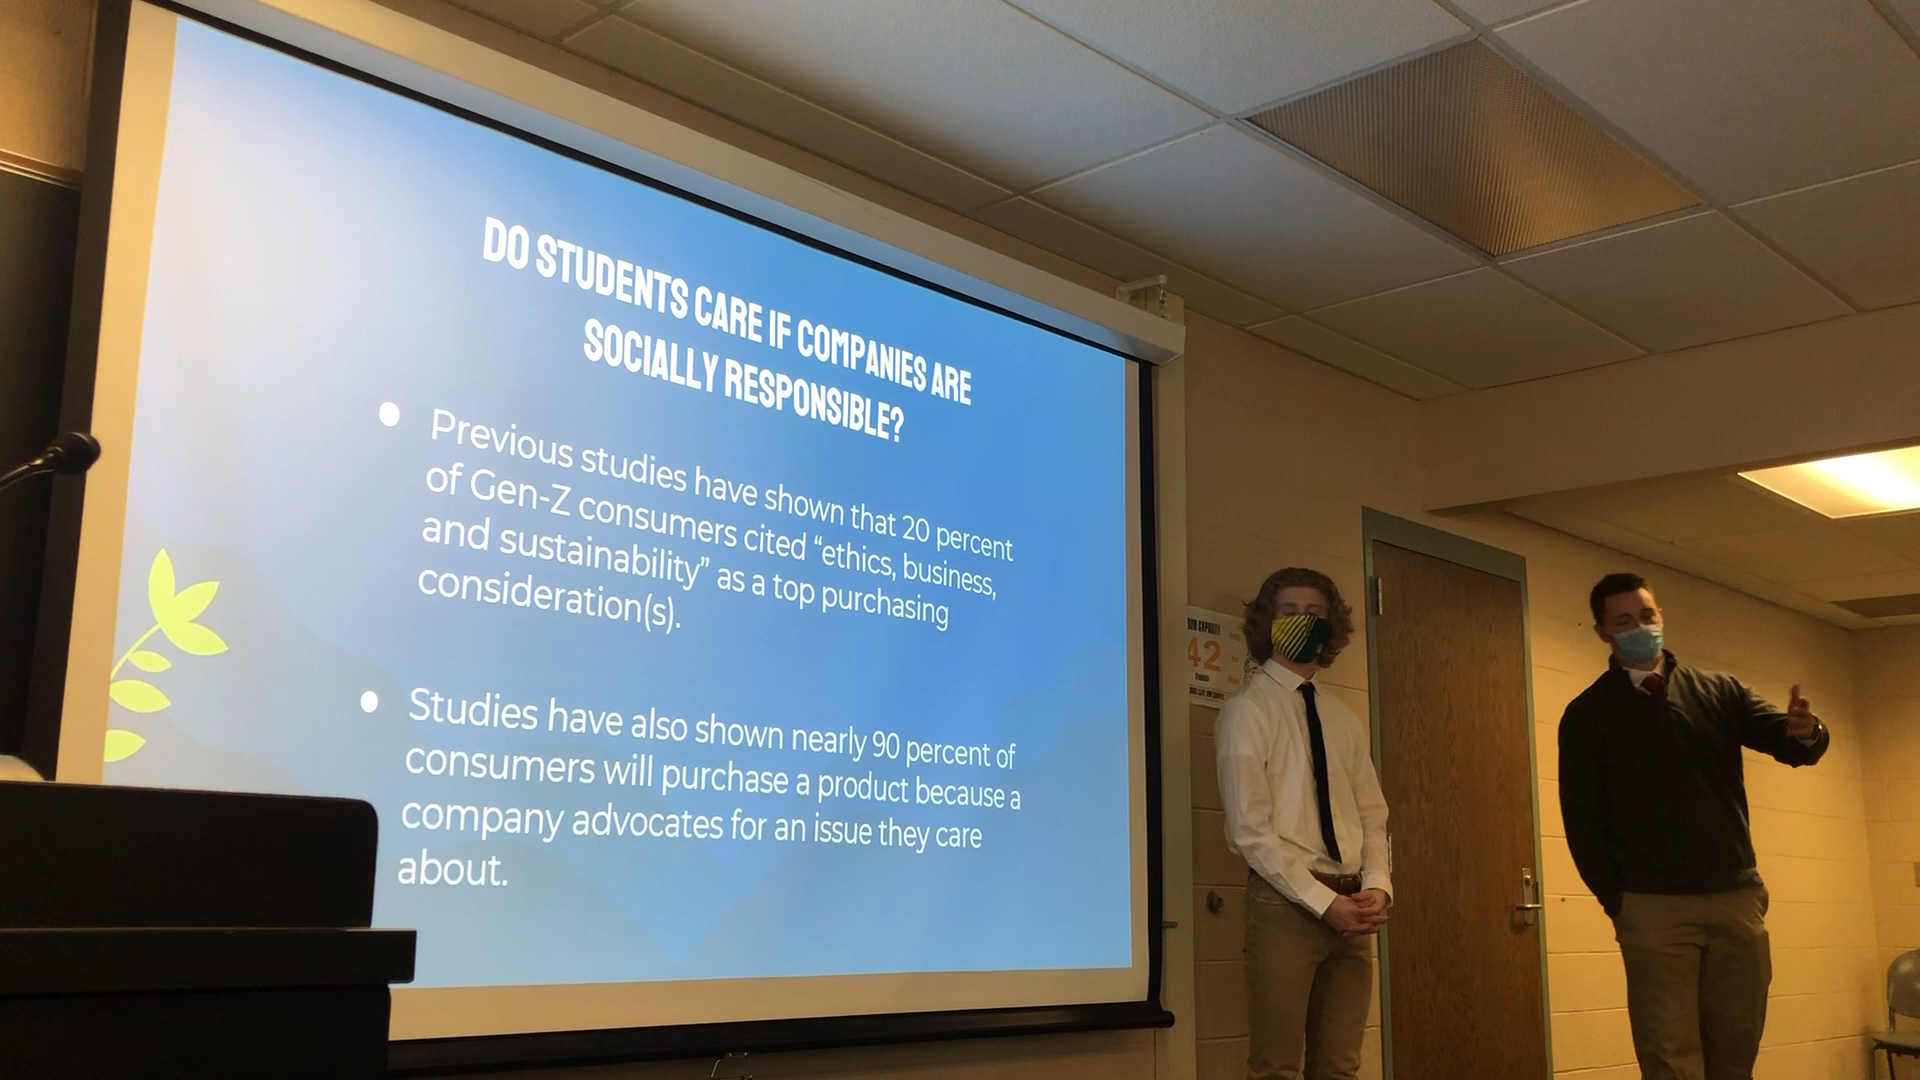 DO STUDENTS CARE IF COMPANIES ARE
SOCIALLY RESPONSIBLE?
Previous studies have shown that 20 percent
of Gen-Z consumers cited “ethics, business,
and sustainability” as a top purchasing
consideration(s).
Studies have also shown nearly 90 percent of
consumers will purchase a product because a
company advocates for an issue they care
about.
CAPACITY
42